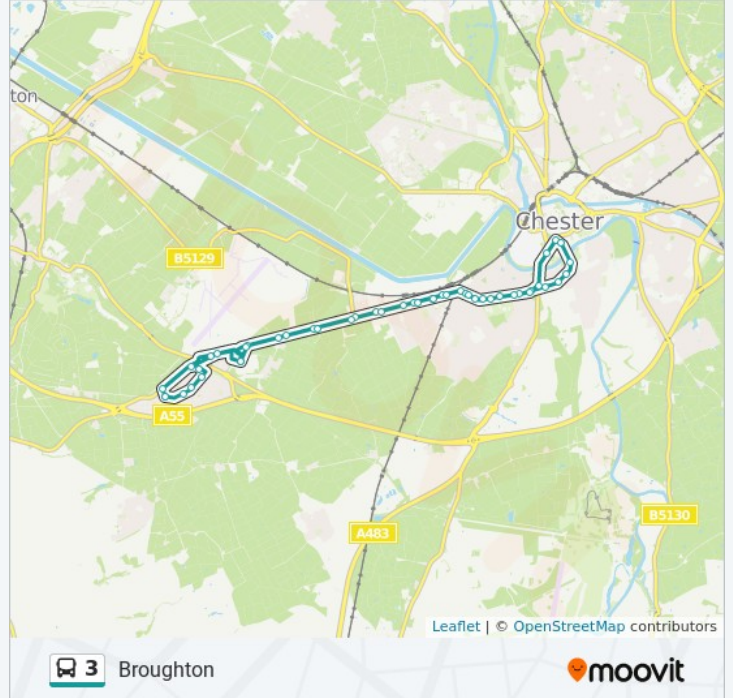 ton
Chester
B5129
A55
B5130
A483
Leaflet | © OpenStreetMap contributors
3 Broughton
moovit